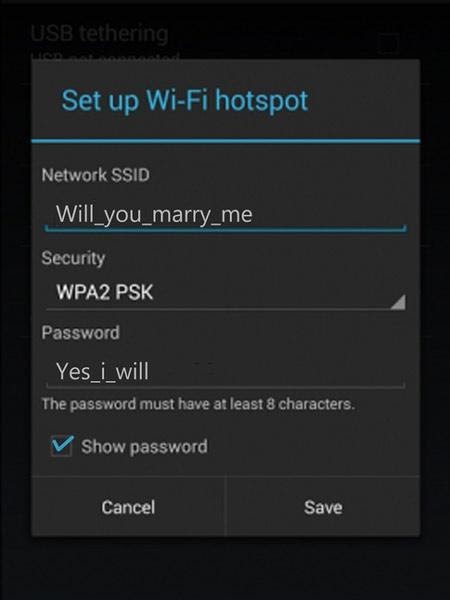 USB tethering
USB not connected
Set up Wi-Fi hotspot
Network SSID
Will_you_marry_me
Security
WPA2 PSK
Password
Yes_i_will
The password must have at least 8 characters.
Show password
Cancel
Save